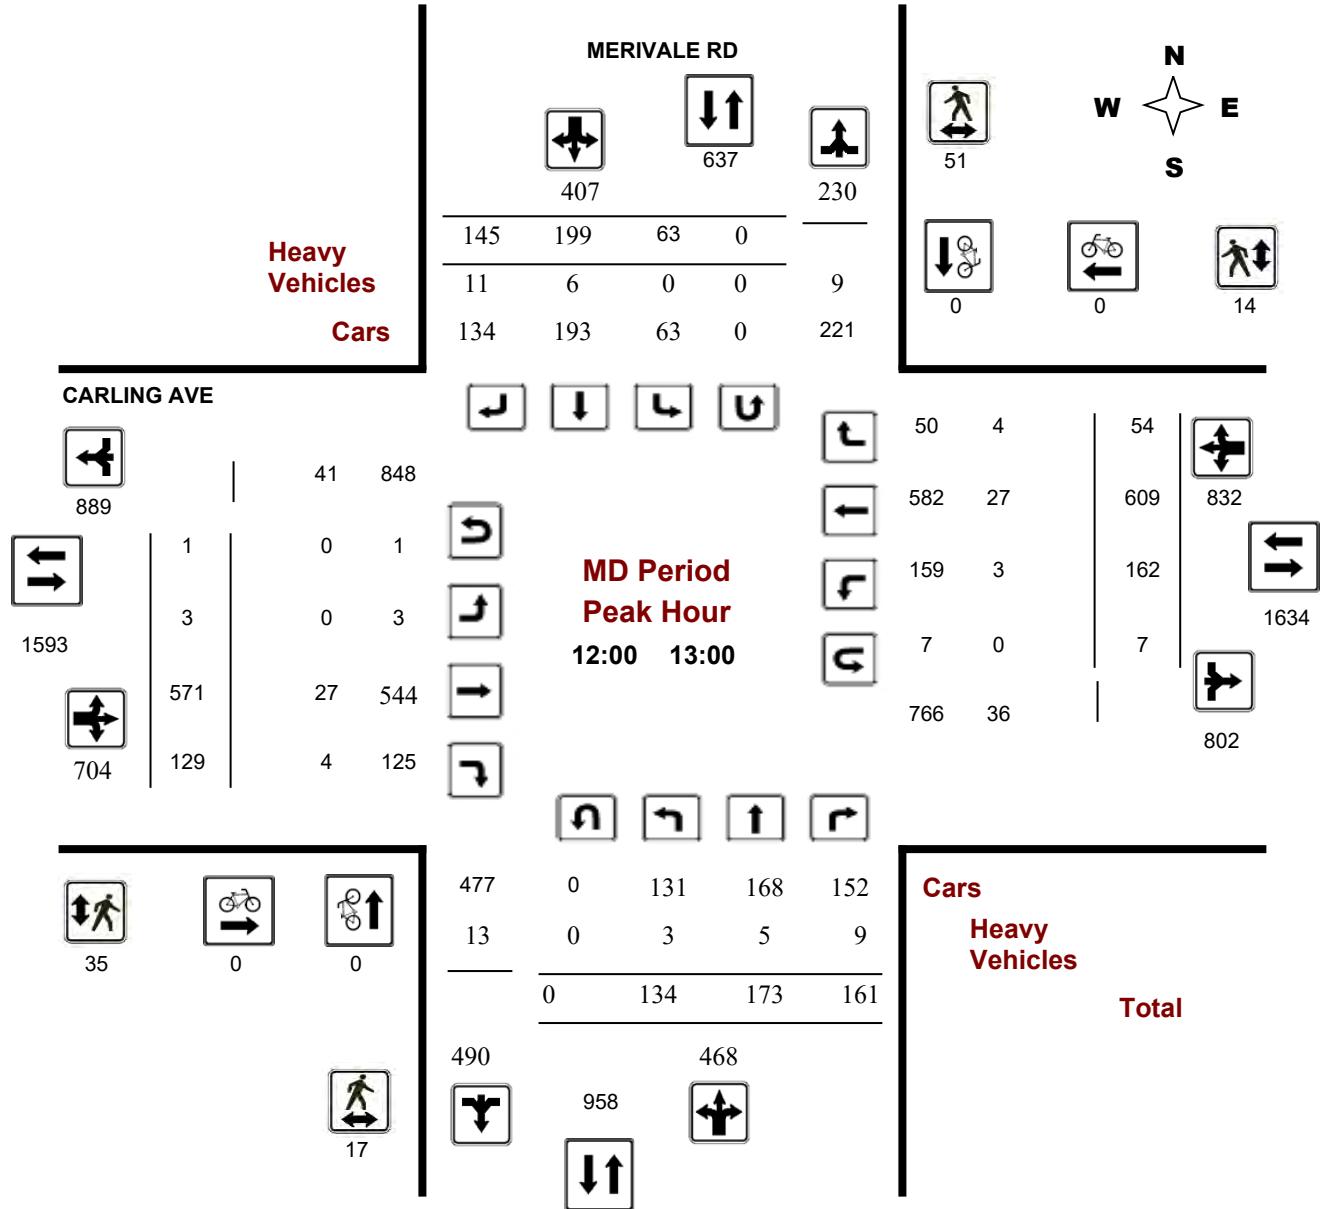 MERIVALE RD
N
W E
S
637
51
407 230
145 199 63 0
Heavy
Vehicles
11 6 0 0 9
0 0 14
Cars
134 193 63 0 221
CARLING AVE
50 4 54
41 848
889
582 27 609 832
1 0 1
MD Period
159 3 162
Peak Hour
3 0 3
1634
1593
12:00 13:00
7 0 7
571 27 544
766 36
802
704 129 4 125
477 0 131 168 152
Cars
13 0 3 5 9
Heavy
Vehicles
35 0 0
0 134 173 161
Total
490 468
958
17